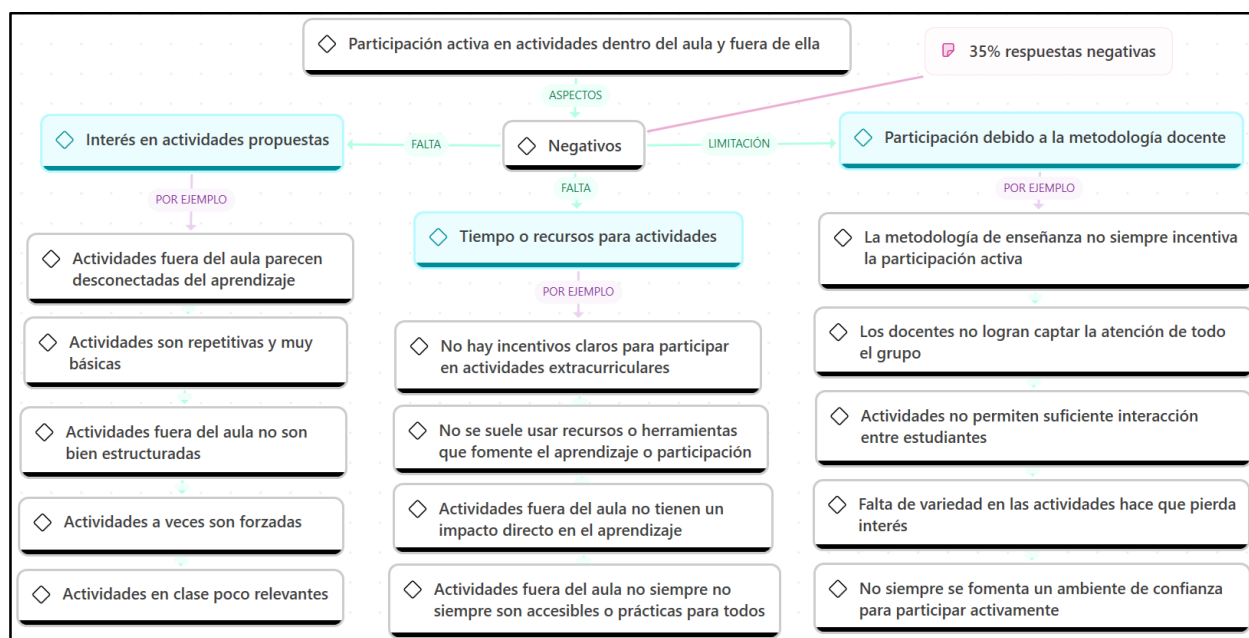 Participación activa en actividades dentro del aula y fuera de ella
35% respuestas negativas
ASPECTOS
Interés en actividades propuestas
FALTA
Negativos
LIMITACIÓN
Participación debido a la metodología docente
POR EJEMPLO
FALTA
POR EJEMPLO
Tiempo o recursos para actividades
POR EJEMPLO
Actividades fuera del aula parecen
desconectadas del aprendizaje
Actividades son repetitivas y muy
básicas
Actividades fuera del aula no son
bien estructuradas
Actividades a veces son forzadas
Actividades en clase poco relevantes
No hay incentivos claros para participar
en actividades extracurriculares
No se suele usar recursos o herramientas
que fomente el aprendizaje o participación
Actividades fuera del aula no tienen un
impacto directo en el aprendizaje
Actividades fuera del aula no siempre no
siempre son accesibles o prácticas para todos
La metodología de enseñanza no siempre incentiva
la participación activa
Los docentes no logran captar la atención de todo
el grupo
Actividades no permiten suficiente interacción
entre estudiantes
Falta de variedad en las actividades hace que pierda
interés
No siempre se fomenta un ambiente de confianza
para participar activamente